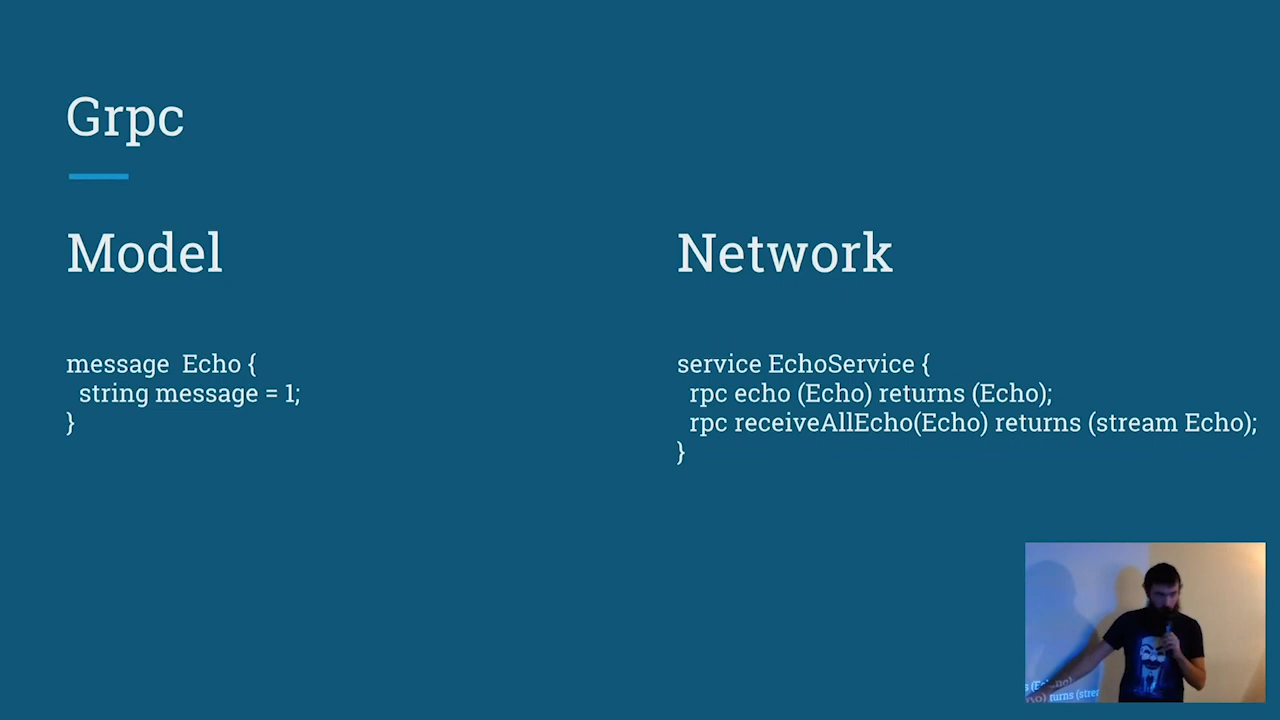 Grpc
Model
message  Echo {
string message = 1;
}
Network
service EchoService {
rpc echo (Echo) returns (Echo);
rpc receiveAllEcho(Echo) returns (stream Echo);
}